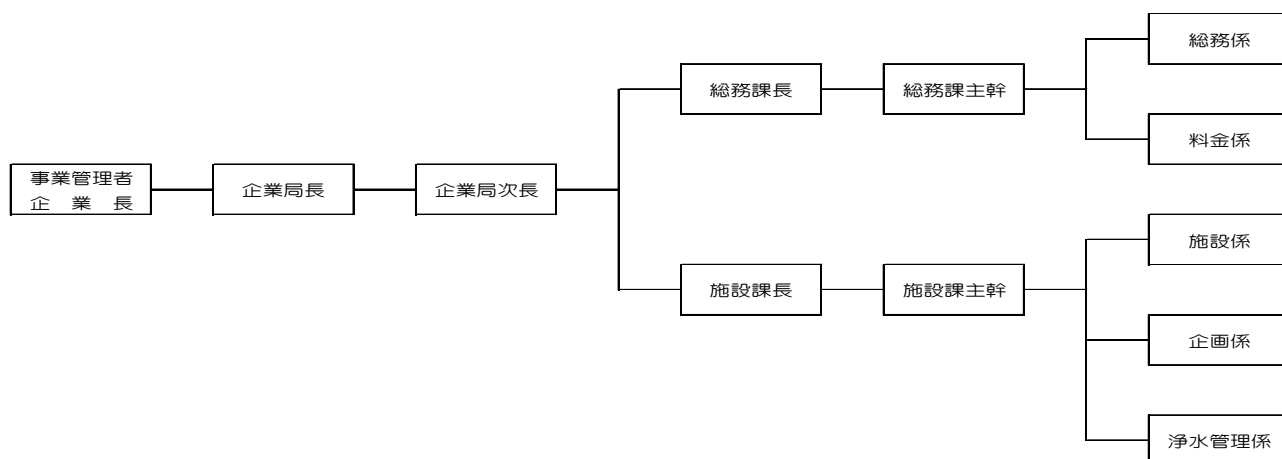 事業管理者
企　業　長
企業局長
企業局次長
総務課長
総務課主幹
総務係
料金係
施設課長
施設課主幹
施設係
企画係
浄水管理係